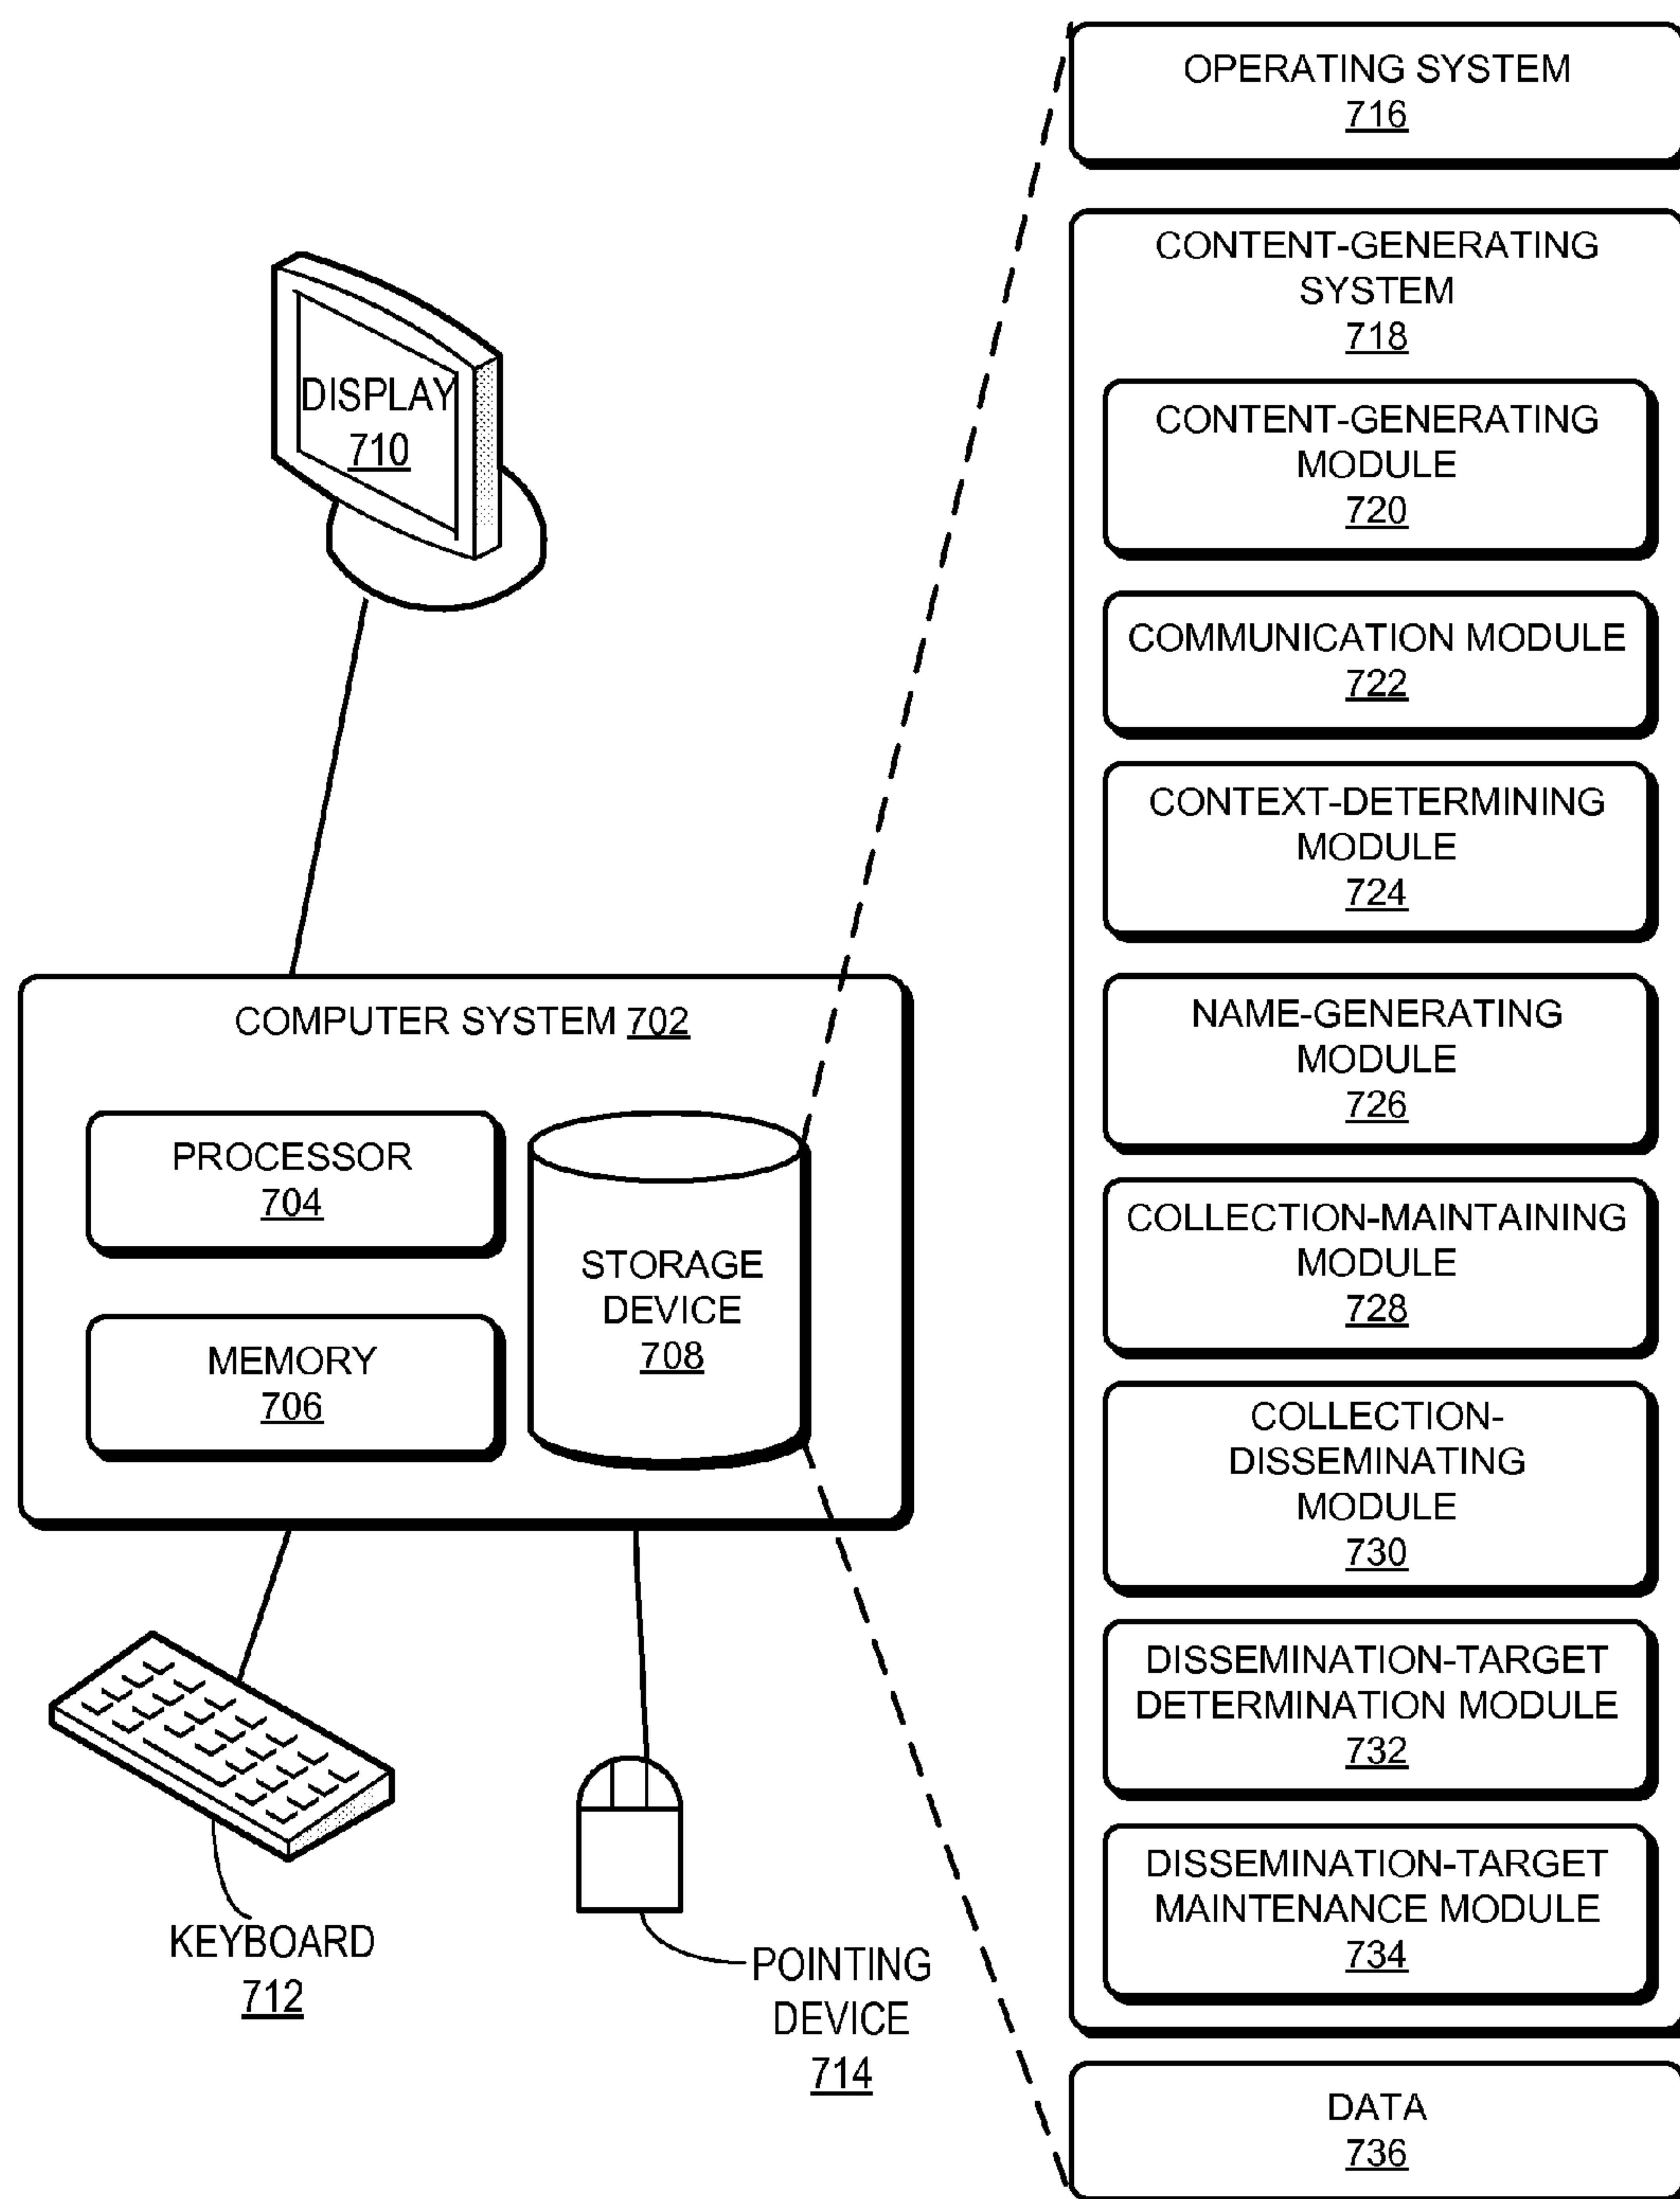 DISPLAY
710
COMPUTER SYSTEM 702
PROCESSOR
704
MEMORY
706
STORAGE
DEVICE
708
KEYBOARD
712
POINTING
DEVICE
714
OPERATING SYSTEM
716
CONTENT-GENERATING
SYSTEM
718
CONTENT-GENERATING
MODULE
720
COMMUNICATION MODULE
722
CONTEXT-DETERMINING
MODULE
724
NAME-GENERATING
MODULE
726
COLLECTION-MAINTAINING
MODULE
728
COLLECTION-
DISSEMINATING
MODULE
730
DISSEMINATION-TARGET
DETERMINATION MODULE
732
DISSEMINATION-TARGET
MAINTENANCE MODULE
734
DATA
736